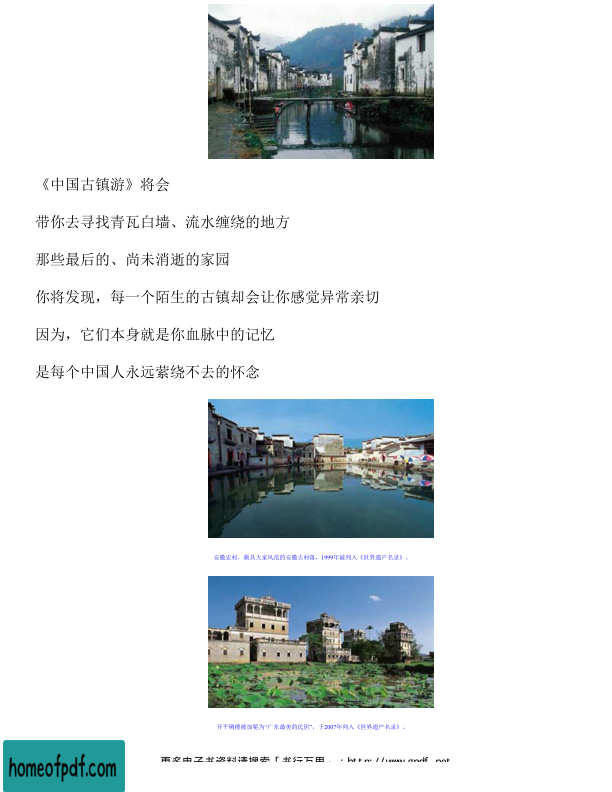 《中国古镇游》将会
带你去寻找青瓦白墙、流水缠绕的地方
那些最后的、尚未消逝的家园
你将发现，每一个陌生的古镇却会让你感觉异常亲切
因为，它们本身就是你血脉中的记忆
是每个中国人永远萦绕不去的怀念
安徽宏村，颇具大家风范的安徽古村落，1999年被列入《世界遗产名录》。
开平碉楼被加冕为“广东最美的民居”，于2007年列入《世界遗产名录》。
更多电子书资料请搜索「书行万里」：http://www.gpdf.net
homeofpdf.com